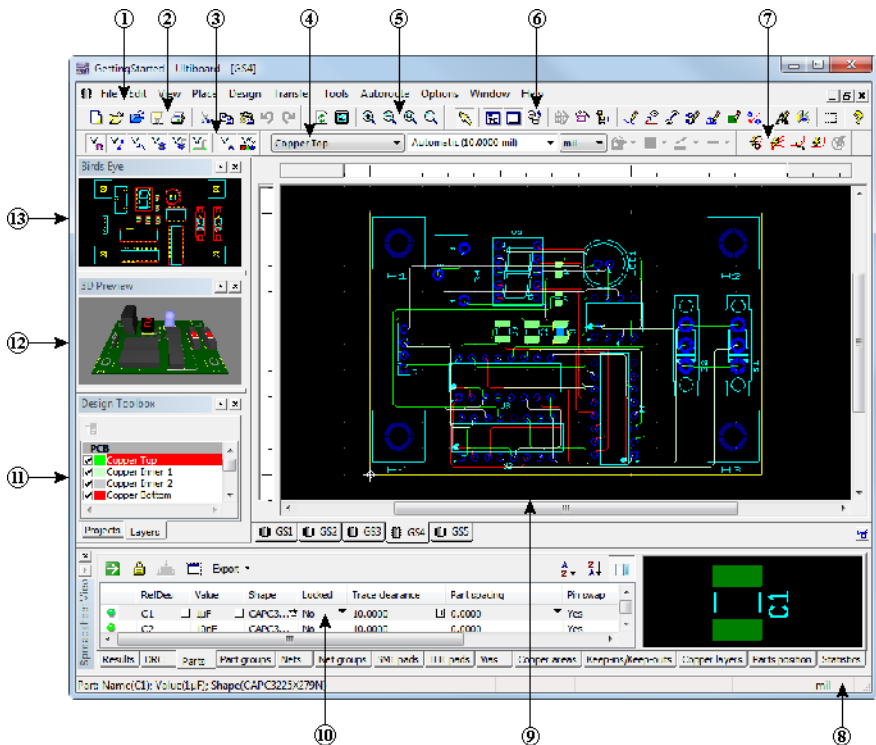 ① ② ③ ④ ⑤ ⑥ ⑦
GettingStarted - Ultiboard - [GS4]
File Edit View Place Design Transfer Tools Autoroute Options Window Help
Copper Top Automatic (10.0000 mil) mil
Birds Eye
⑬
3D Preview
⑫
Design Toolbox
⑪
PCB
Copper Top
Copper Inner 1
Copper Inner 2
Copper Bottom
Projects Layers
GS1 GS2 GS3 GS4 GS5
Spreadsheet View
Export
RefDes Value Shape Locked Trace clearance Part spacing Pin swap
C1 1µF CAPC3... No 10.0000 0.0000 Yes
C2 10nF CAPC3... No 10.0000 0.0000 Yes
C1
Results DRC Parts Part groups Nets Net groups SMT pads THT pads Vias Copper areas Keep-ins/Keep-outs Copper layers Parts position Statistics
Part: Name(C1); Value(1µF); Shape(CAPC3225X279N)
mil
⑩ ⑨ ⑧